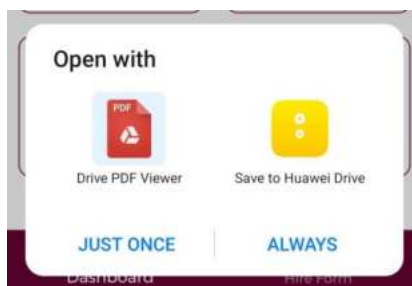 Open with
PDF
Drive PDF Viewer
Save to Huawei Drive
JUST ONCE
ALWAYS
Dashboard
Hire Form